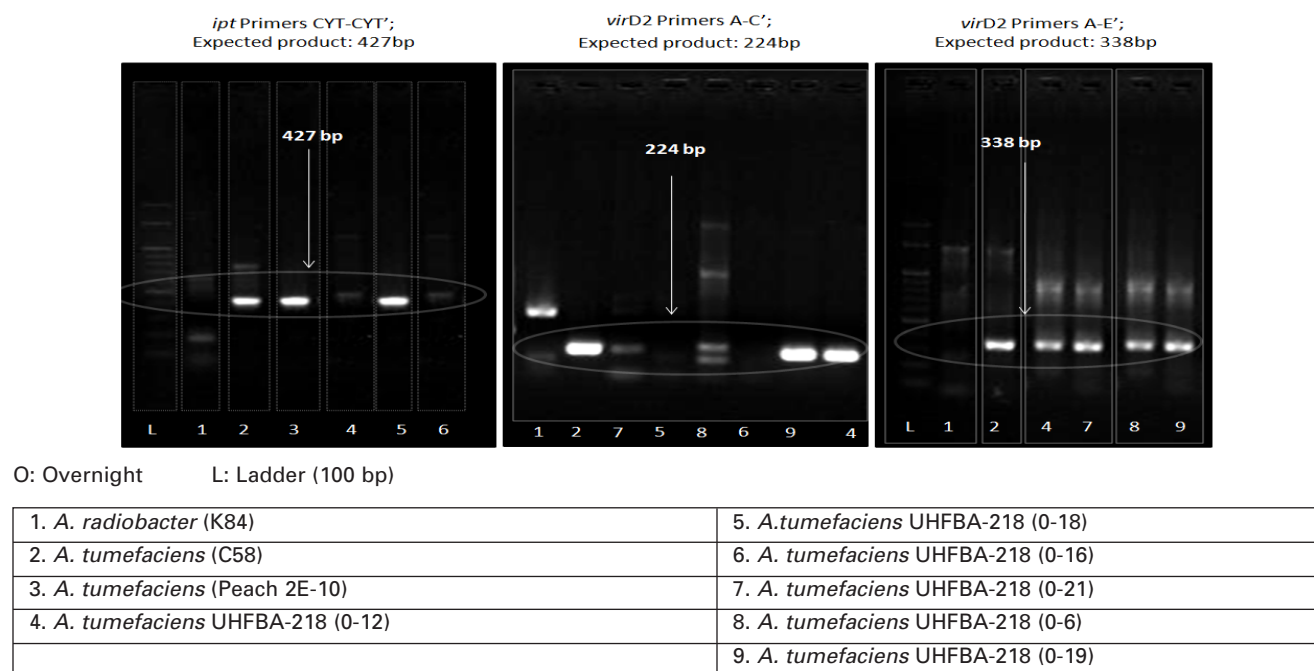 ipt Primers CYT-CYT’;
Expected product: 427bp
virD2 Primers A-C’;
Expected product: 224bp
virD2 Primers A-E’;
Expected product: 338bp
427 bp
224 bp
338 bp
L 1 2 3 4 5 6
1 2 7 5 8 6 9 4
L 1 2 4 7 8 9
O: Overnight L: Ladder (100 bp)
1. A. radiobacter (K84)
5. A.tumefaciens UHFBA-218 (0-18)
2. A. tumefaciens (C58)
6. A. tumefaciens UHFBA-218 (0-16)
3. A. tumefaciens (Peach 2E-10)
7. A. tumefaciens UHFBA-218 (0-21)
4. A. tumefaciens UHFBA-218 (0-12)
8. A. tumefaciens UHFBA-218 (0-6)
9. A. tumefaciens UHFBA-218 (0-19)